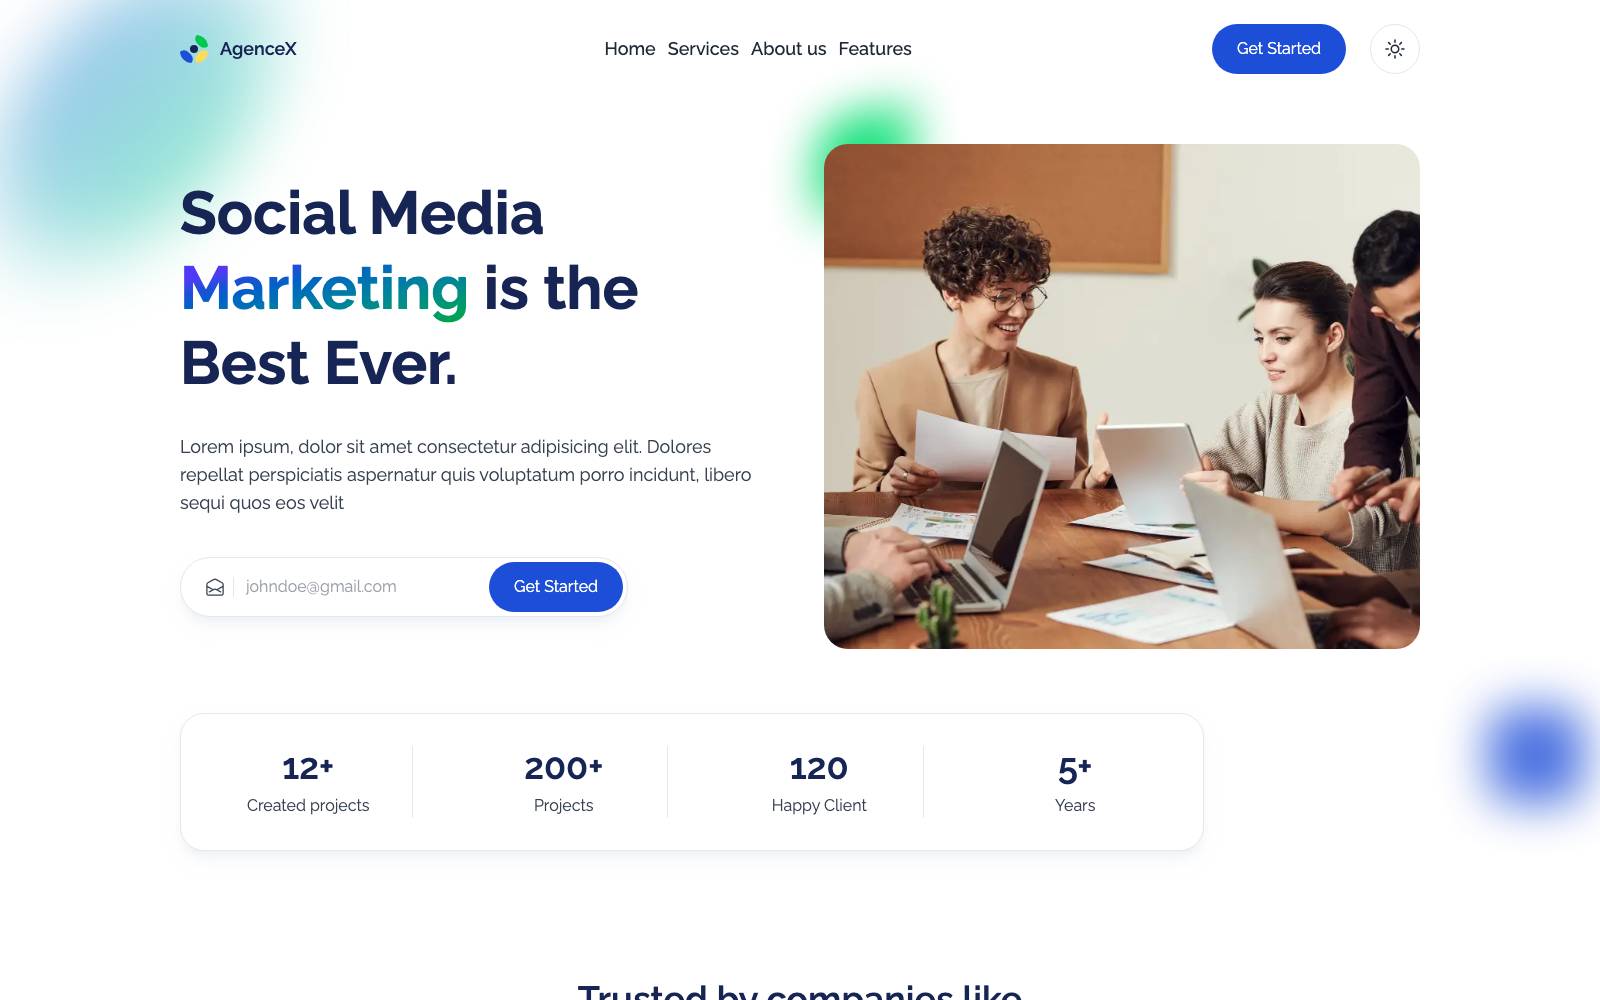 AgenceX
Home Services About us Features
Get Started
Social Media
Marketing is the
Best Ever.
Lorem ipsum, dolor sit amet consectetur adipisicing elit. Dolores
repellat perspiciatis aspernatur quis voluptatum porro incidunt, libero
sequi quos eos velit
johndoe@gmail.com
Get Started
12+
Created projects
200+
Projects
120
Happy Client
5+
Years
Trusted by companies like